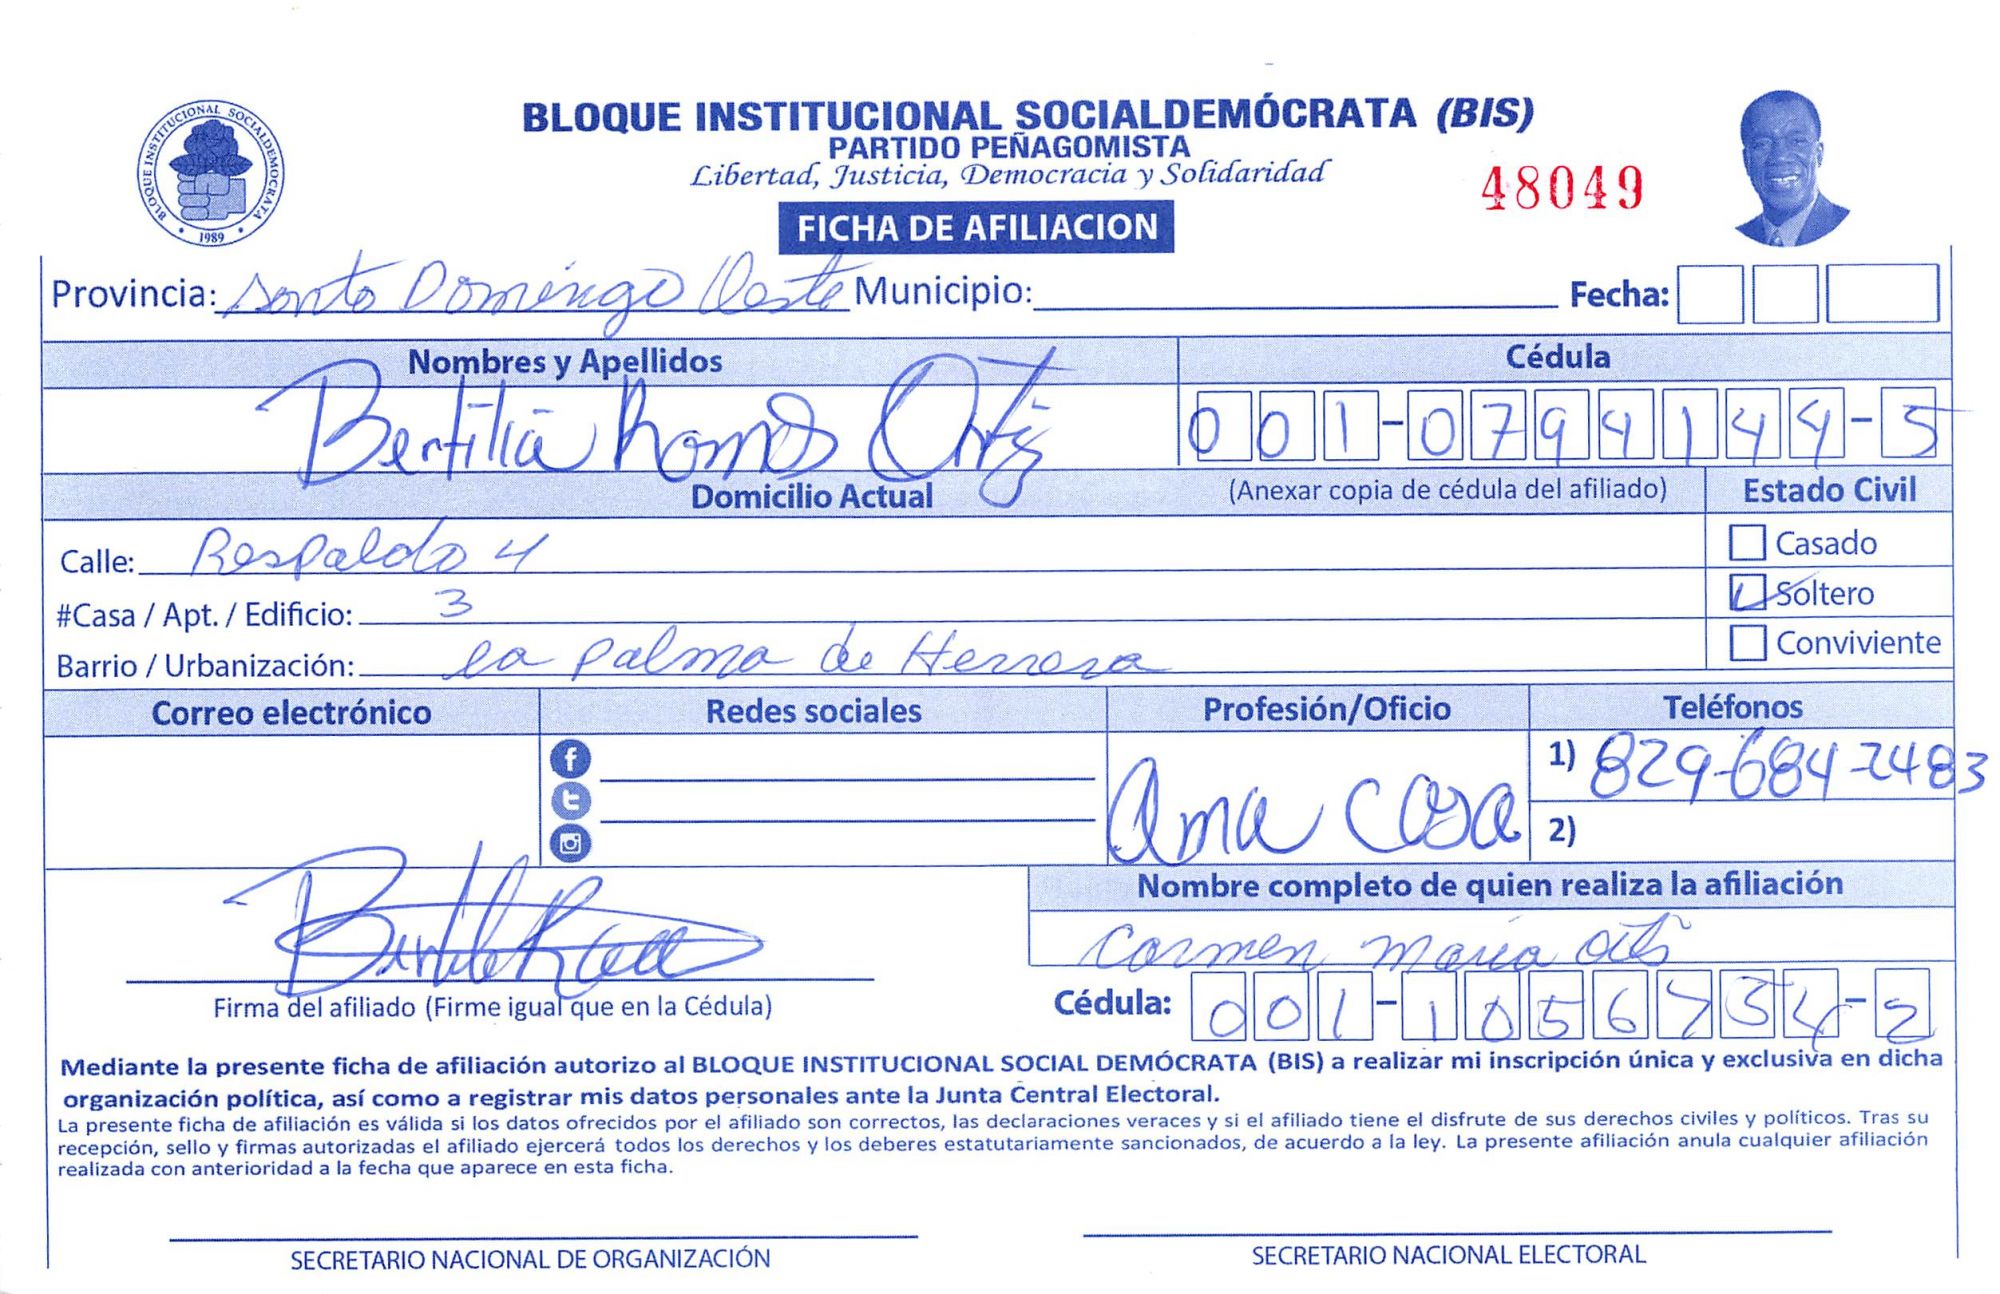 BLOQUE INSTITUCIONAL SOCIALDEMOCRATA
1989
BLOQUE INSTITUCIONAL SOCIALDEMÓCRATA (BIS)
PARTIDO PEÑAGOMISTA
Libertad, Justicia, Democracia y Solidaridad
48049
FICHA DE AFILIACION
Provincia: Santo Domingo Oeste Municipio: Fecha:
Nombres y Apellidos Cédula
Bertilia Ramos Ortiz 001-0794144-5
Domicilio Actual (Anexar copia de cédula del afiliado) Estado Civil
Calle: Respaldo 4
Casado
#Casa / Apt. / Edificio: 3
Soltero
Barrio / Urbanización: la palma de Herrera
Conviviente
Correo electrónico Redes sociales Profesión/Oficio Teléfonos
Ama Casa 1) 829-684-2483
2)
Nombre completo de quien realiza la afiliación
Carmen Maria
Firma del afiliado (Firme igual que en la Cédula) Cédula: 001-1056734-2
Mediante la presente ficha de afiliación autorizo al BLOQUE INSTITUCIONAL SOCIAL DEMÓCRATA (BIS) a realizar mi inscripción única y exclusiva en dicha
organización política, así como a registrar mis datos personales ante la Junta Central Electoral.
La presente ficha de afiliación es válida si los datos ofrecidos por el afiliado son correctos, las declaraciones veraces y si el afiliado tiene el disfrute de sus derechos civiles y políticos. Tras su
recepción, sello y firmas autorizadas el afiliado ejercerá todos los derechos y los deberes estatutariamente sancionados, de acuerdo a la ley. La presente afiliación anula cualquier afiliación
realizada con anterioridad a la fecha que aparece en esta ficha.
SECRETARIO NACIONAL DE ORGANIZACIÓN SECRETARIO NACIONAL ELECTORAL